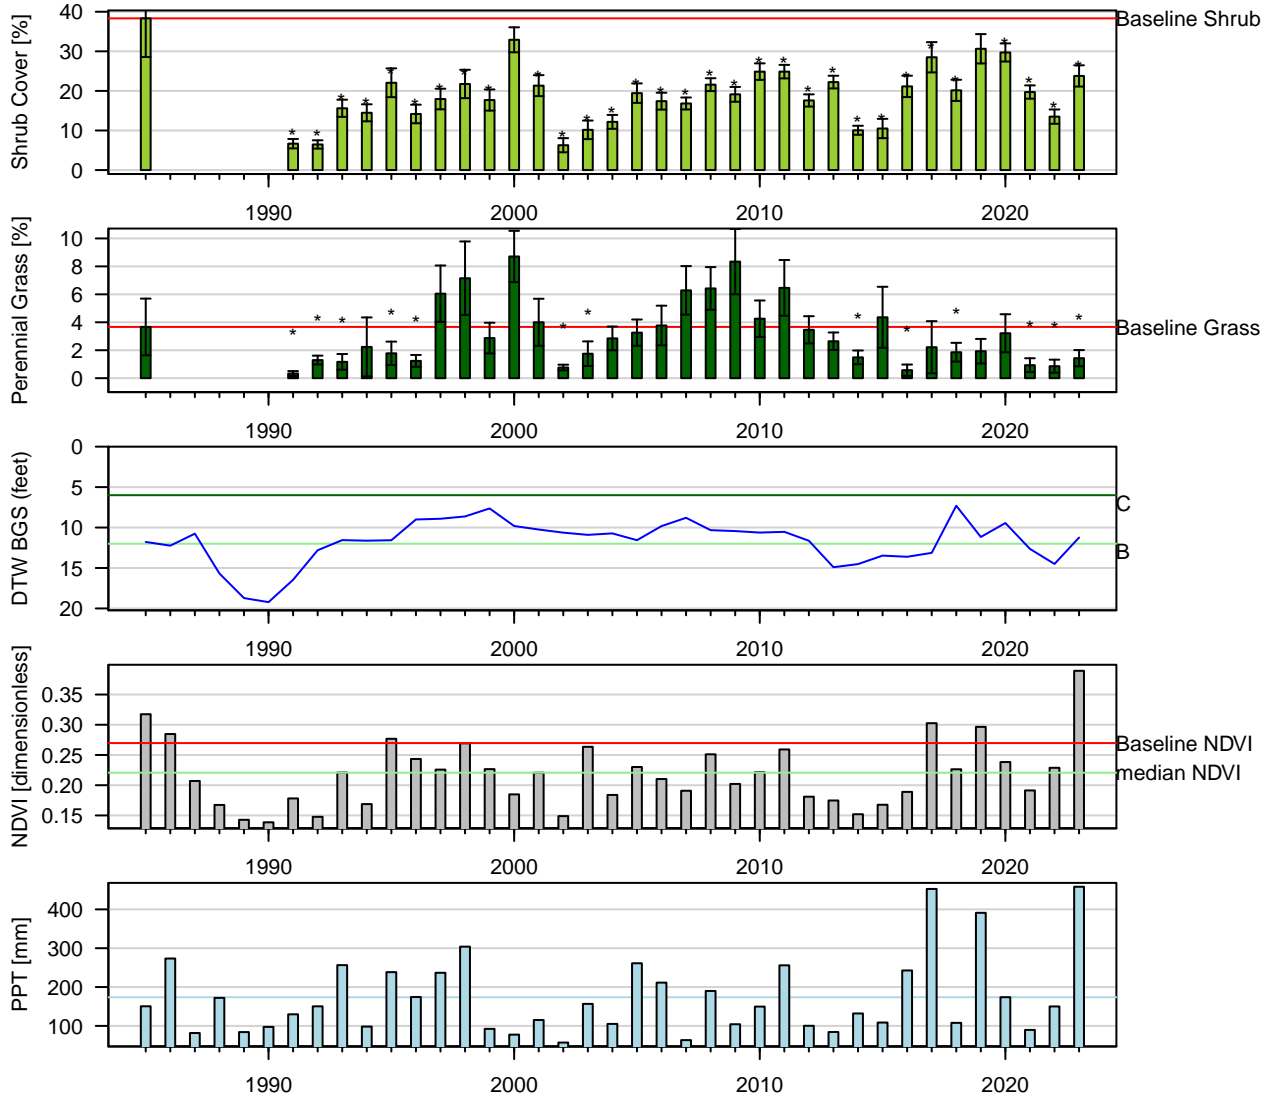 Shrub Cover [%]
40
30
20
10
0
Baseline Shrub
* * * * * * * * * * * * * * * * * * * * * * * * * * * * * *
1990 2000 2010 2020
Perennial Grass [%]
10
8
6
4
2
0
Baseline Grass
* * * * * * * * * * * * *
1990 2000 2010 2020
DTW BGS (feet)
0
5
10
15
20
C
B
1990 2000 2010 2020
NDVI [dimensionless]
0.35
0.30
0.25
0.20
0.15
Baseline NDVI
median NDVI
1990 2000 2010 2020
PPT [mm]
400
300
200
100
1990 2000 2010 2020